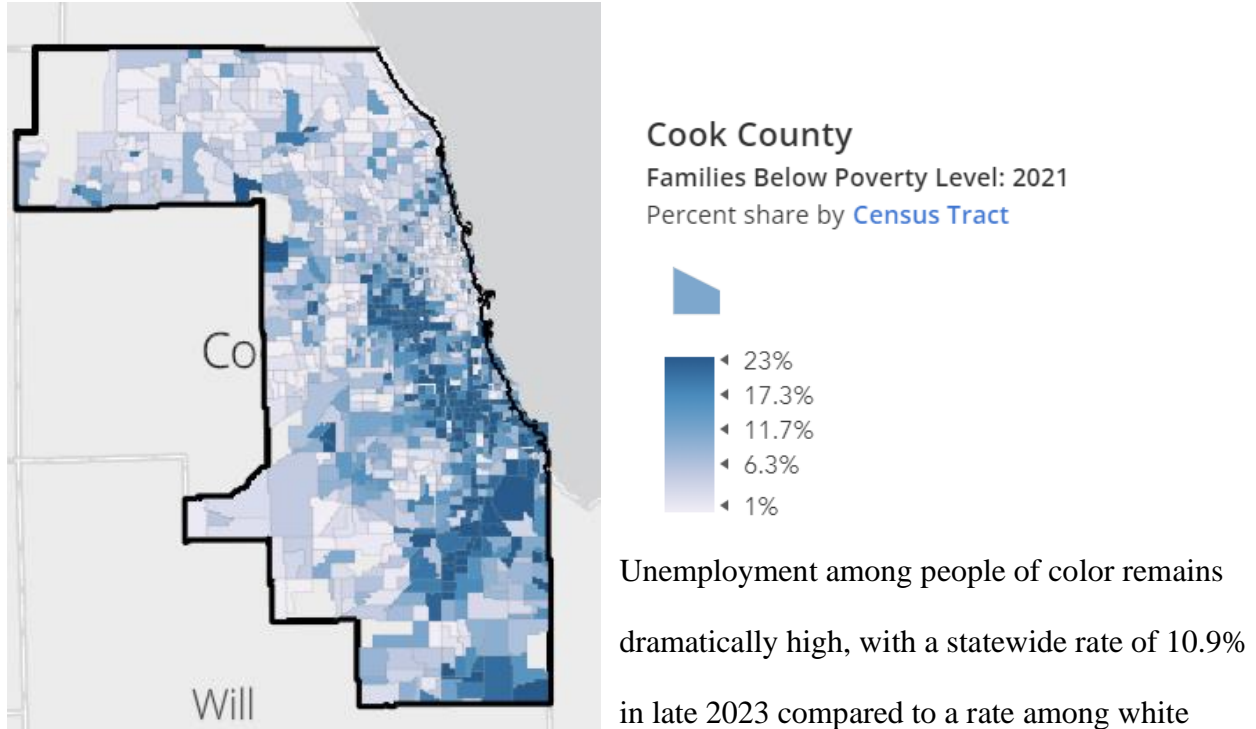 Co
Will
Cook County
Families Below Poverty Level: 2021
Percent share by Census Tract
23%
17.3%
11.7%
6.3%
1%
Unemployment among people of color remains
dramatically high, with a statewide rate of 10.9%
in late 2023 compared to a rate among white